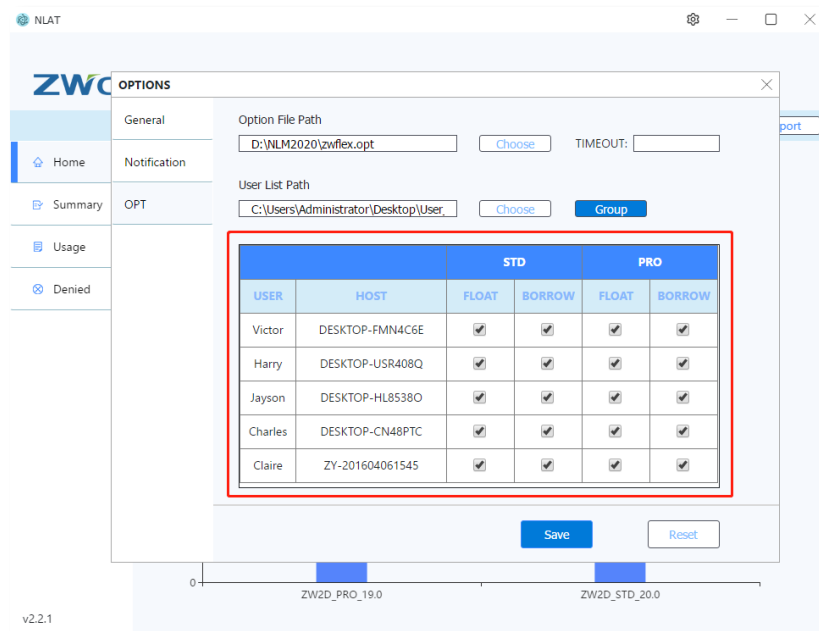 NLAT
ZWC
OPTIONS
General
Notification
OPT
Option File Path
D:\NLM2020\zwflex.opt
Choose
TIMEOUT:
port
User List Path
C:\Users\Administrator\Desktop\User_
Choose
Group
Home
Summary
Usage
Denied
STD PRO
USER HOST FLOAT BORROW FLOAT BORROW
Victor DESKTOP-FMN4C6E
Harry DESKTOP-USR408Q
Jayson DESKTOP-HL8538O
Charles DESKTOP-CN48PTC
Claire ZY-201604061545
Save
Reset
0
ZW2D_PRO_19.0
ZW2D_STD_20.0
v2.2.1